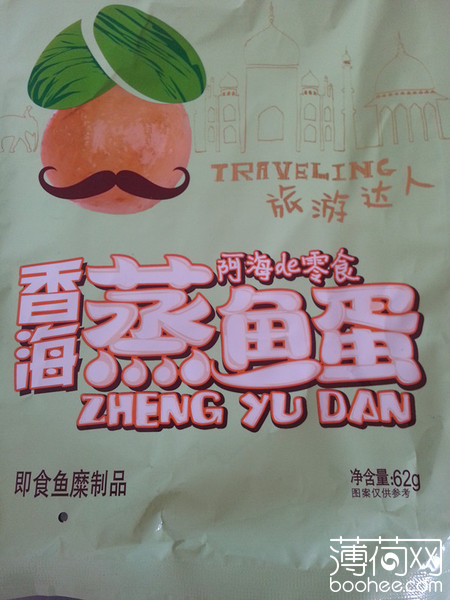 TRAVELING
旅游达人
阿海de零食
香海
蒸鱼蛋
ZHENG YU DAN
即食鱼糜制品
净含量:62g
图案仅供参考
薄荷网
boohee.com